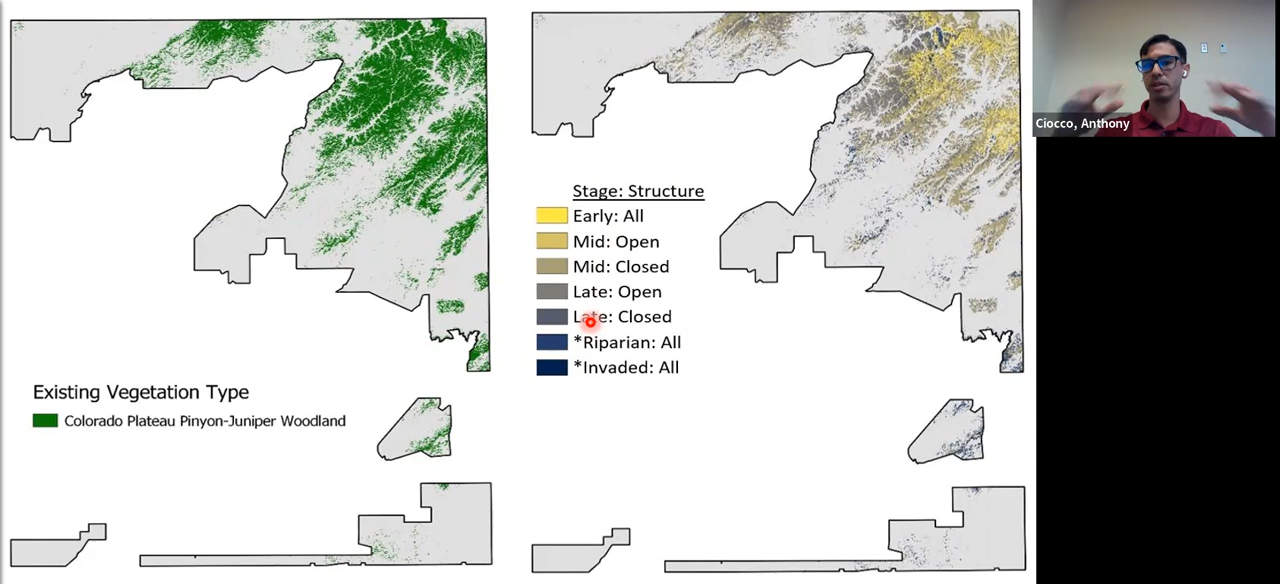 Existing Vegetation Type
Colorado Plateau Pinyon-Juniper Woodland
Stage: Structure
Early: All
Mid: Open
Mid: Closed
Late: Open
Late: Closed
*Riparian: All
*Invaded: All
Ciocco, Anthony